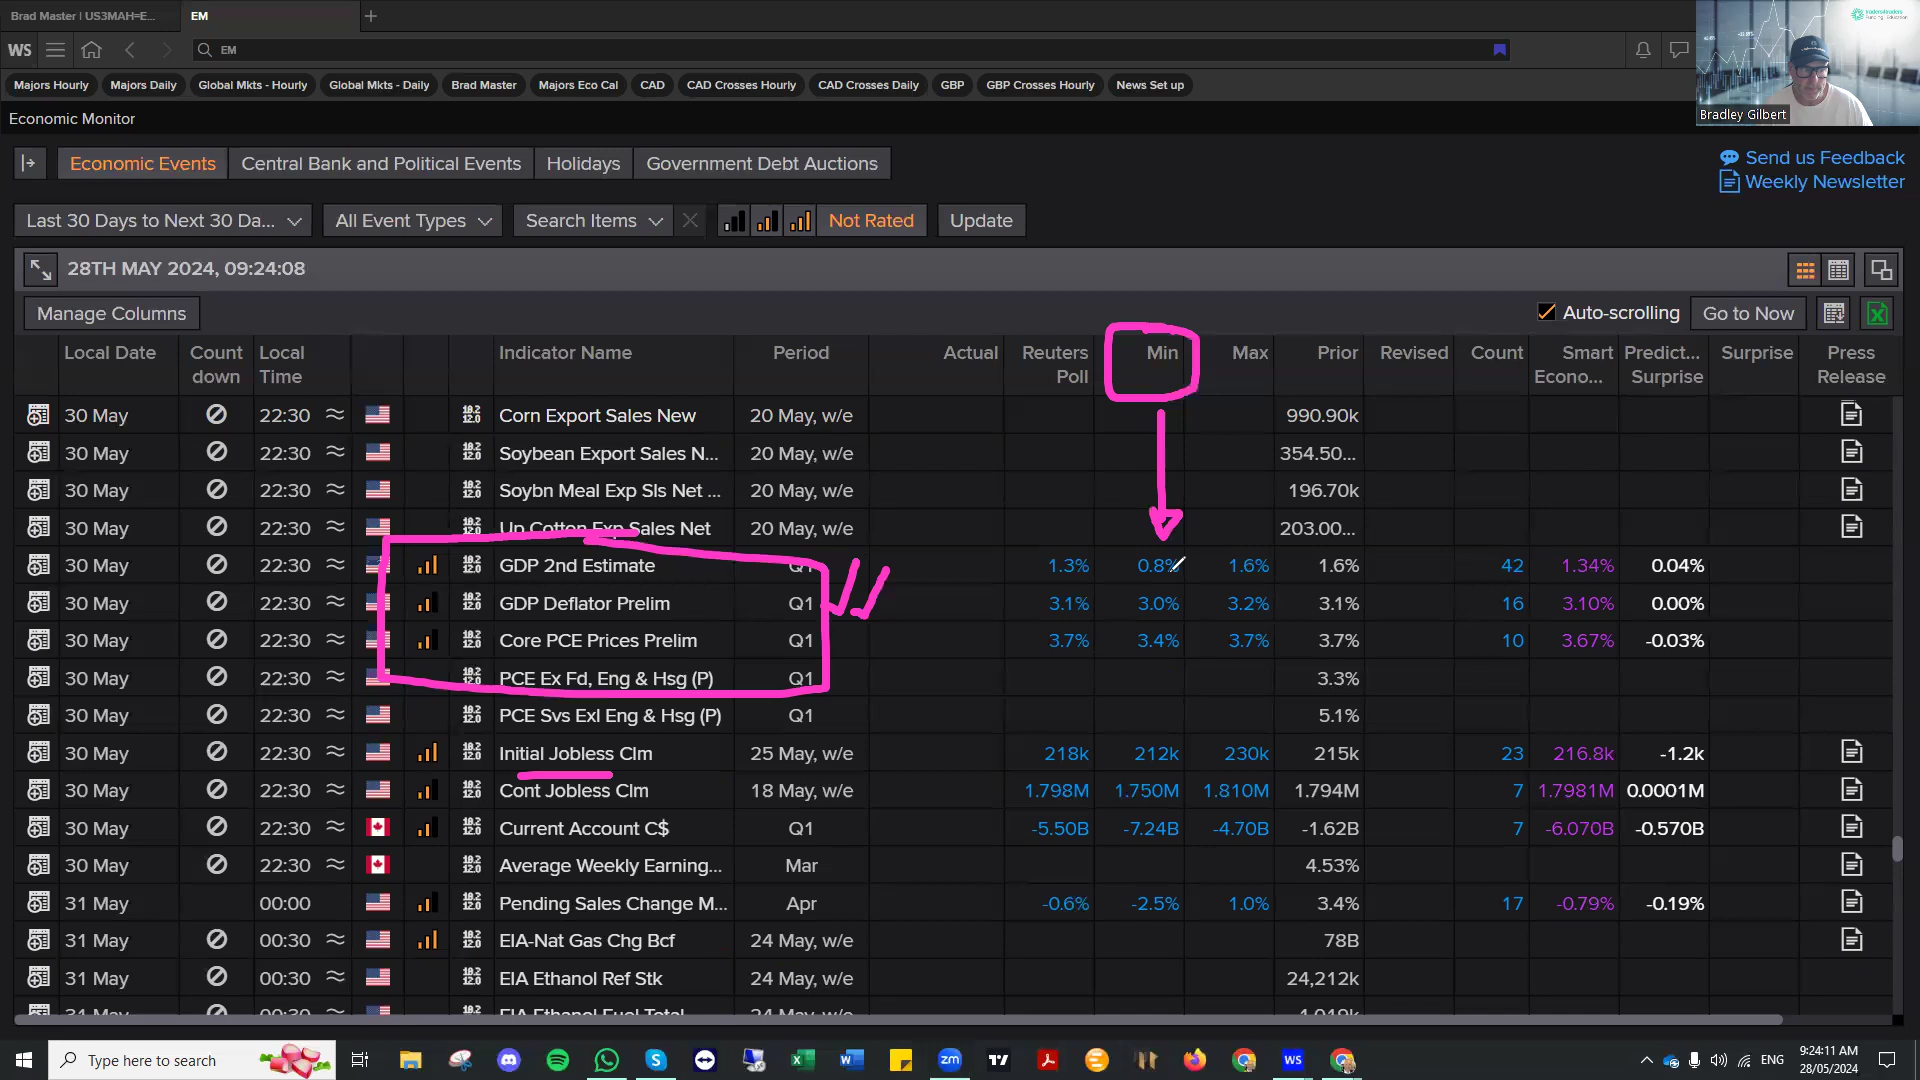 Brad Master | US3MAH=E... EM
WS EM
Majors Hourly Majors Daily Global Mkts - Hourly Global Mkts - Daily Brad Master Majors Eco Cal CAD CAD Crosses Hourly CAD Crosses Daily GBP GBP Crosses Hourly News Set up
Bradley Gilbert
Economic Monitor
Economic Events Central Bank and Political Events Holidays Government Debt Auctions
Send us Feedback
Weekly Newsletter
Last 30 Days to Next 30 Da... All Event Types Search Items Not Rated Update
28TH MAY 2024, 09:24:08
Manage Columns Auto-scrolling Go to Now
Local Date Count down Local Time Indicator Name Period Actual Reuters Poll Min Max Prior Revised Count Smart Econo... Predict... Surprise Surprise Press Release
30 May 22:30 Corn Export Sales New 20 May, w/e 990.90k
30 May 22:30 Soybean Export Sales N... 20 May, w/e 354.50...
30 May 22:30 Soybn Meal Exp Sls Net ... 20 May, w/e 196.70k
30 May 22:30 Up Cotton Exp Sales Net 20 May, w/e 203.00...
30 May 22:30 GDP 2nd Estimate Q1 1.3% 0.8% 1.6% 1.6% 42 1.34% 0.04%
30 May 22:30 GDP Deflator Prelim Q1 3.1% 3.0% 3.2% 3.1% 16 3.10% 0.00%
30 May 22:30 Core PCE Prices Prelim Q1 3.7% 3.4% 3.7% 3.7% 10 3.67% -0.03%
30 May 22:30 PCE Ex Fd, Eng & Hsg (P) Q1 3.3%
30 May 22:30 PCE Svs Exl Eng & Hsg (P) Q1 5.1%
30 May 22:30 Initial Jobless Clm 25 May, w/e 218k 212k 230k 215k 23 216.8k -1.2k
30 May 22:30 Cont Jobless Clm 18 May, w/e 1.798M 1.750M 1.810M 1.794M 7 1.7981M 0.0001M
30 May 22:30 Current Account C$ Q1 -5.50B -7.24B -4.70B -1.62B 7 -6.070B -0.570B
30 May 22:30 Average Weekly Earning... Mar 4.53%
31 May 00:00 Pending Sales Change M... Apr -0.6% -2.5% 1.0% 3.4% 17 -0.79% -0.19%
31 May 00:30 EIA-Nat Gas Chg Bcf 24 May, w/e 78B
31 May 00:30 EIA Ethanol Ref Stk 24 May, w/e 24,212k
31 May 00:30 EIA Ethanol Fuel Total 24 May, w/e 1,019k
Type here to search ENG 9:24:11 AM
28/05/2024